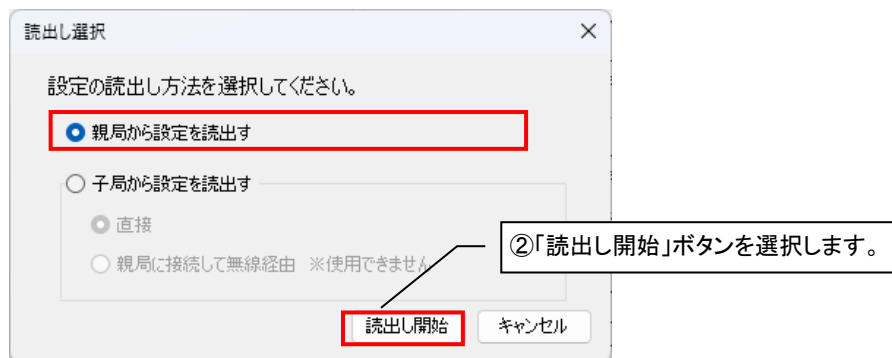 読出し選択
設定の読出し方法を選択してください。
親局から設定を読出す
子局から設定を読出す
直接
親局に接続して無線経由 ※使用できません
②「読出し開始」ボタンを選択します。
読出し開始 キャンセル